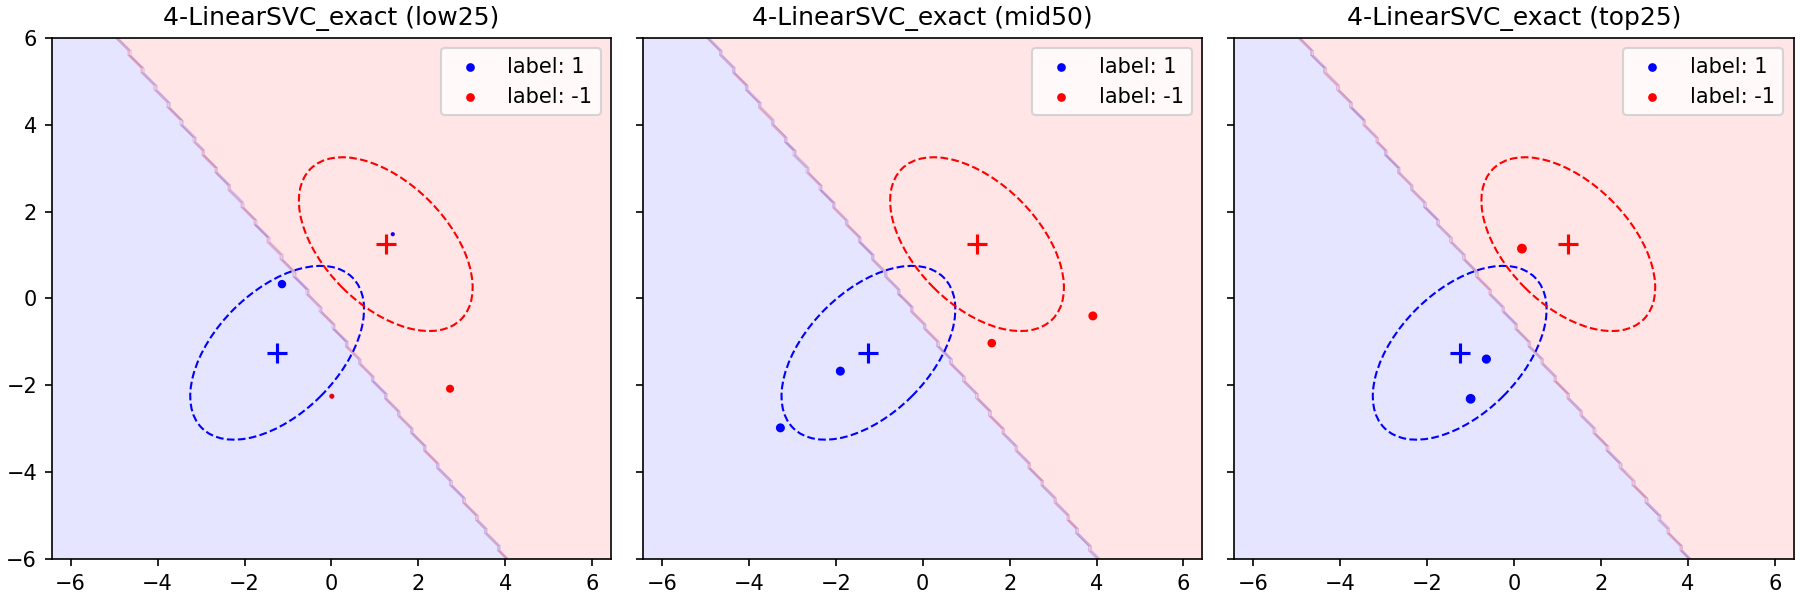 4-LinearSVC_exact (low25)
4-LinearSVC_exact (mid50)
4-LinearSVC_exact (top25)
label: 1
label: -1
label: 1
label: -1
label: 1
label: -1
6
4
2
0
−2
−4
−6
−6 −4 −2 0 2 4 6
−6 −4 −2 0 2 4 6
−6 −4 −2 0 2 4 6